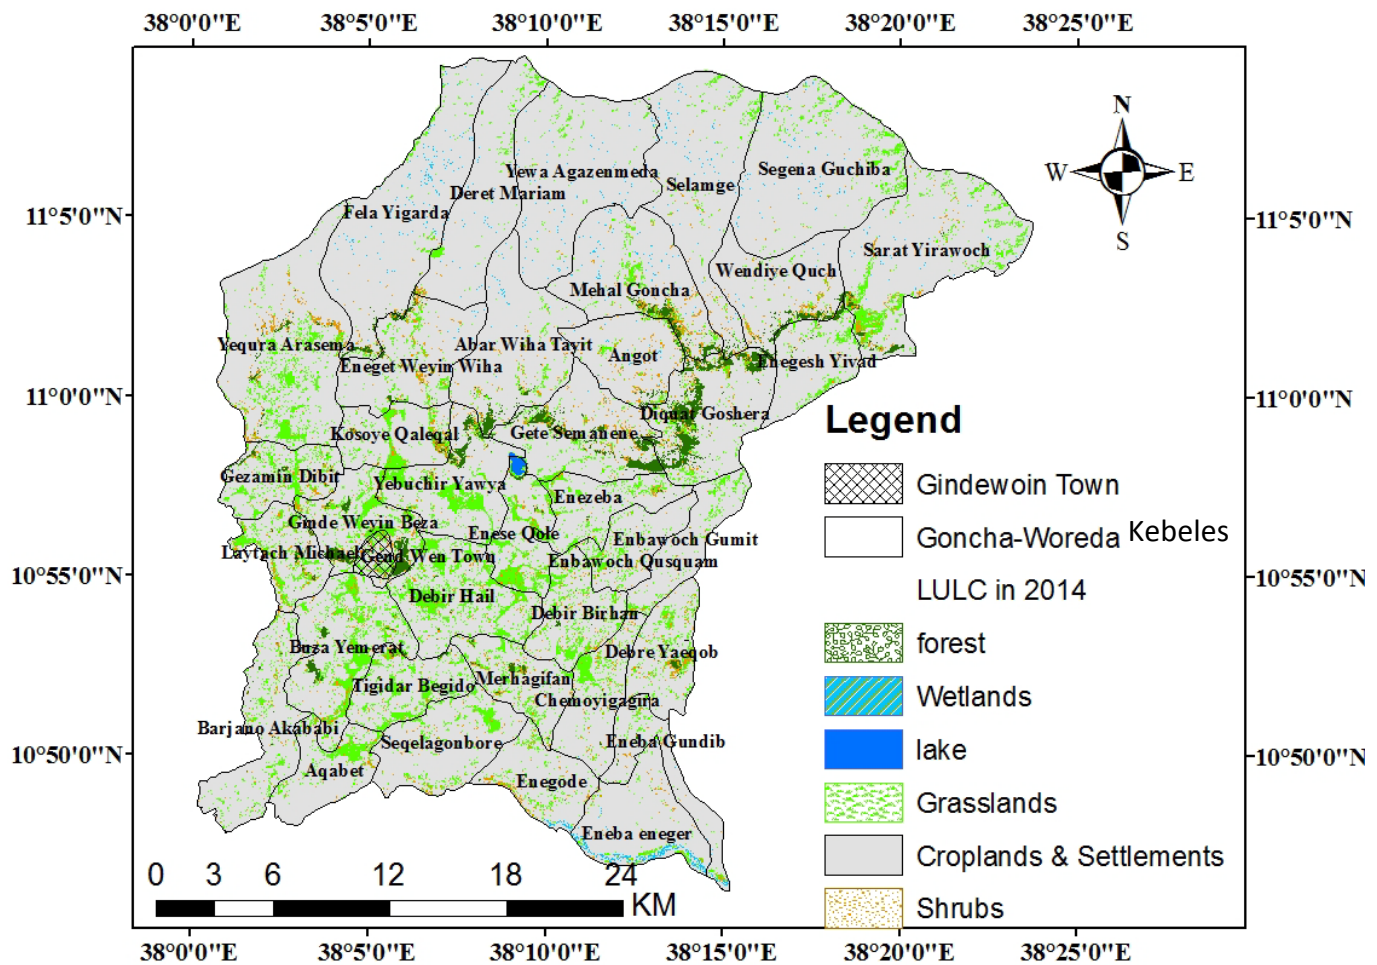 38°0'0"E 38°5'0"E 38°10'0"E 38°15'0"E 38°20'0"E 38°25'0"E
N
W E
S
Yewa Agazenmeda
Segena Guchiba
Selamge
Deret Mariam
Fela Yigarda
11°5'0"N 11°5'0"N
Sarat Yirawoch
Wendiye Quch
Mehal Goncha
Yequra Arasema
Abar Wiha Tayit
Angot
Eneget Weyin Wiha
Enegesh Yivad
11°0'0"N 11°0'0"N
Diquat Goshera
Kosoye Qaleqal
Gete Semanene
Gezamin Dibit
Yebuchir Yawya
Enezeba
Ginde Weyin Beza
Enese Qole
Enbawoch Gumit
Laytach Michael
Gend Wen Town
Enbawoch Qusquam
10°55'0"N 10°55'0"N
Debir Hail
Debir Birhan
Buza Yemerat
Debre Yaeqob
Merhagifan
Tigidar Begido
Chemoyigagira
Barjano Akababi
Seqelagonbore
Eneba Gundib
10°50'0"N 10°50'0"N
Aqabet
Enegode
Eneba eneger
Legend
Gindewoin Town
Goncha-Woreda Kebeles
LULC in 2014
forest
Wetlands
lake
Grasslands
Croplands & Settlements
Shrubs
0 3 6 12 18 24
KM
38°0'0"E 38°5'0"E 38°10'0"E 38°15'0"E 38°20'0"E 38°25'0"E